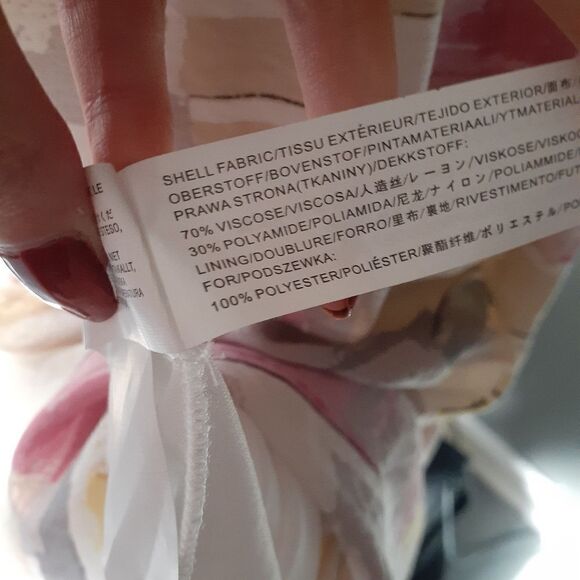 SHELL FABRIC/TISSU EXTÉRIEUR/TEJIDO EXTERIOR/面布/
OBERSTOFF/BOVENSTOF/PINTAMATERIAALI/YTMATERIAL
PRAWA STRONA(TKANINY)/DEKKSTOFF:
70% VISCOSE/VISCOSA/人造丝/レーヨン/VISKOSE/VISKO
30% POLYAMIDE/POLIAMIDA/尼龙/ナイロン/POLIAMMIDE/
LINING/DOUBLURE/FORRO/里布/裏地/RIVESTIMENTO/FUT
FOR/PODSZEWKA:
100% POLYESTER/POLIÉSTER/聚酯纤维/ポリエステル/PO